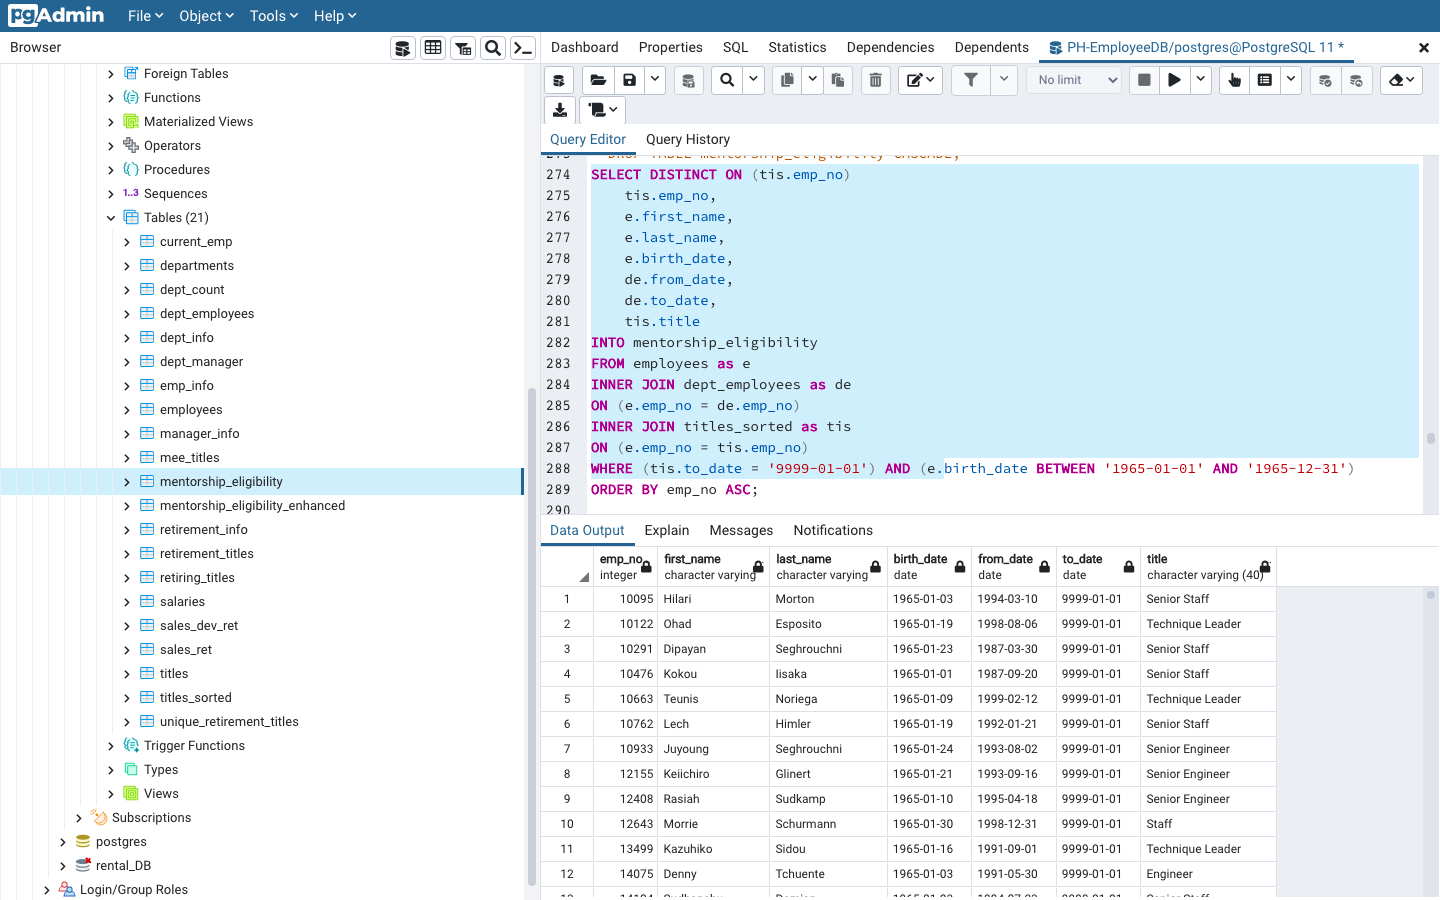 pgAdmin File Object Tools Help
Browser
Dashboard Properties SQL Statistics Dependencies Dependents PH-EmployeeDB/postgres@PostgreSQL 11 *
No limit
Foreign Tables
Functions
Materialized Views
Operators
Procedures
1..3 Sequences
Tables (21)
current_emp
departments
dept_count
dept_employees
dept_info
dept_manager
emp_info
employees
manager_info
mee_titles
mentorship_eligibility
mentorship_eligibility_enhanced
retirement_info
retirement_titles
retiring_titles
salaries
sales_dev_ret
sales_ret
titles
titles_sorted
unique_retirement_titles
Trigger Functions
Types
Views
Subscriptions
postgres
rental_DB
Login/Group Roles
Query Editor Query History
273 DROP TABLE mentorship_eligibility CASCADE;
274 SELECT DISTINCT ON (tis.emp_no)
275 tis.emp_no,
276 e.first_name,
277 e.last_name,
278 e.birth_date,
279 de.from_date,
280 de.to_date,
281 tis.title
282 INTO mentorship_eligibility
283 FROM employees as e
284 INNER JOIN dept_employees as de
285 ON (e.emp_no = de.emp_no)
286 INNER JOIN titles_sorted as tis
287 ON (e.emp_no = tis.emp_no)
288 WHERE (tis.to_date = '9999-01-01') AND (e.birth_date BETWEEN '1965-01-01' AND '1965-12-31')
289 ORDER BY emp_no ASC;
290
Data Output Explain Messages Notifications
emp_no first_name last_name birth_date from_date to_date title
integer character varying character varying date date date character varying (40)
1 10095 Hilari Morton 1965-01-03 1994-03-10 9999-01-01 Senior Staff
2 10122 Ohad Esposito 1965-01-19 1998-08-06 9999-01-01 Technique Leader
3 10291 Dipayan Seghrouchni 1965-01-23 1987-03-30 9999-01-01 Senior Staff
4 10476 Kokou Iisaka 1965-01-01 1987-09-20 9999-01-01 Senior Staff
5 10663 Teunis Noriega 1965-01-09 1999-02-12 9999-01-01 Technique Leader
6 10762 Lech Himler 1965-01-19 1992-01-21 9999-01-01 Senior Staff
7 10933 Juyoung Seghrouchni 1965-01-24 1993-08-02 9999-01-01 Senior Engineer
8 12155 Keiichiro Glinert 1965-01-21 1993-09-16 9999-01-01 Senior Engineer
9 12408 Rasiah Sudkamp 1965-01-10 1995-04-18 9999-01-01 Senior Engineer
10 12643 Morrie Schurmann 1965-01-30 1998-12-31 9999-01-01 Staff
11 13499 Kazuhiko Sidou 1965-01-16 1991-09-01 9999-01-01 Technique Leader
12 14075 Denny Tchuente 1965-01-03 1991-05-30 9999-01-01 Engineer